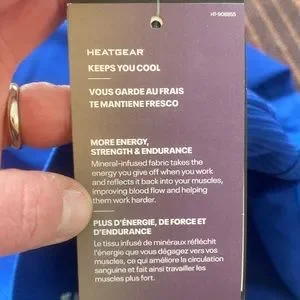 HEATGEAR
KEEPS YOU COOL
VOUS GARDE AU FRAIS
TE MANTIENE FRESCO
MORE ENERGY,
STRENGTH & ENDURANCE
Mineral-infused fabric takes the
energy you give off when you work
and reflects it back into your muscles,
improving blood flow and helping
them work harder.
PLUS D'ÉNERGIE, DE FORCE ET
D'ENDURANCE
Le tissu infusé de minéraux réfléchit
l'énergie que vous dégagez vers vos
muscles, ce qui améliore la circulation
sanguine et fait ainsi travailler les
muscles plus fort.